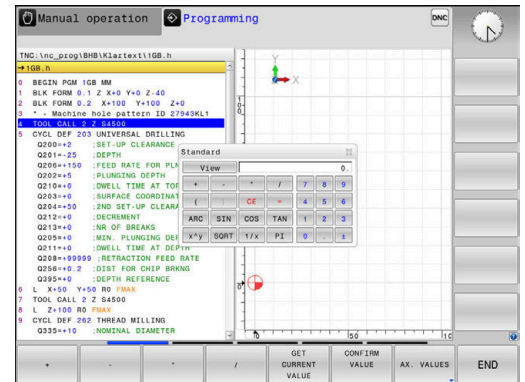 Manual operation
Programming
DNC
TNC:\nc_prog\BHB\Klartext\1GB.h
→1GB.h
0 BEGIN PGM 1GB MM
1 BLK FORM 0.1 Z X+0 Y+0 Z-40
2 BLK FORM 0.2 X+100 Y+100 Z+0
3 * - Machine hole pattern ID 27943KL1
4 TOOL CALL 2 Z S4500
5 CYCL DEF 203 UNIVERSAL DRILLING
Q200=+2 ;SET-UP CLEARANCE
Q201=-25 ;DEPTH
Q206=+150 ;FEED RATE FOR PLN
Q202=+5 ;PLUNGING DEPTH
Q210=+0 ;DWELL TIME AT TOP
Q203=+0 ;SURFACE COORDINAT
Q204=+50 ;2ND SET-UP CLEARA
Q212=+0 ;DECREMENT
Q213=+0 ;NR OF BREAKS
Q205=+0 ;MIN. PLUNGING DEP
Q211=+0 ;DWELL TIME AT DEPTH
Q208=+99999 ;RETRACTION FEED RATE
Q256=+0.2 ;DIST FOR CHIP BRKNG
Q395=+0 ;DEPTH REFERENCE
6 L X+50 Y+50 R0 FMAX
7 TOOL CALL 2 Z S4500
8 L Z+100 R0 FMAX
9 CYCL DEF 262 THREAD MILLING
Q335=+10 ;NOMINAL DIAMETER
Y
X
Standard
View 0.
+ - * / 7 8 9
( ) CE = 4 5 6
ARC SIN COS TAN 1 2 3
X^Y SQRT 1/x PI 0 . ±
0 50
+ - * / GET CURRENT VALUE CONFIRM VALUE AX. VALUES END